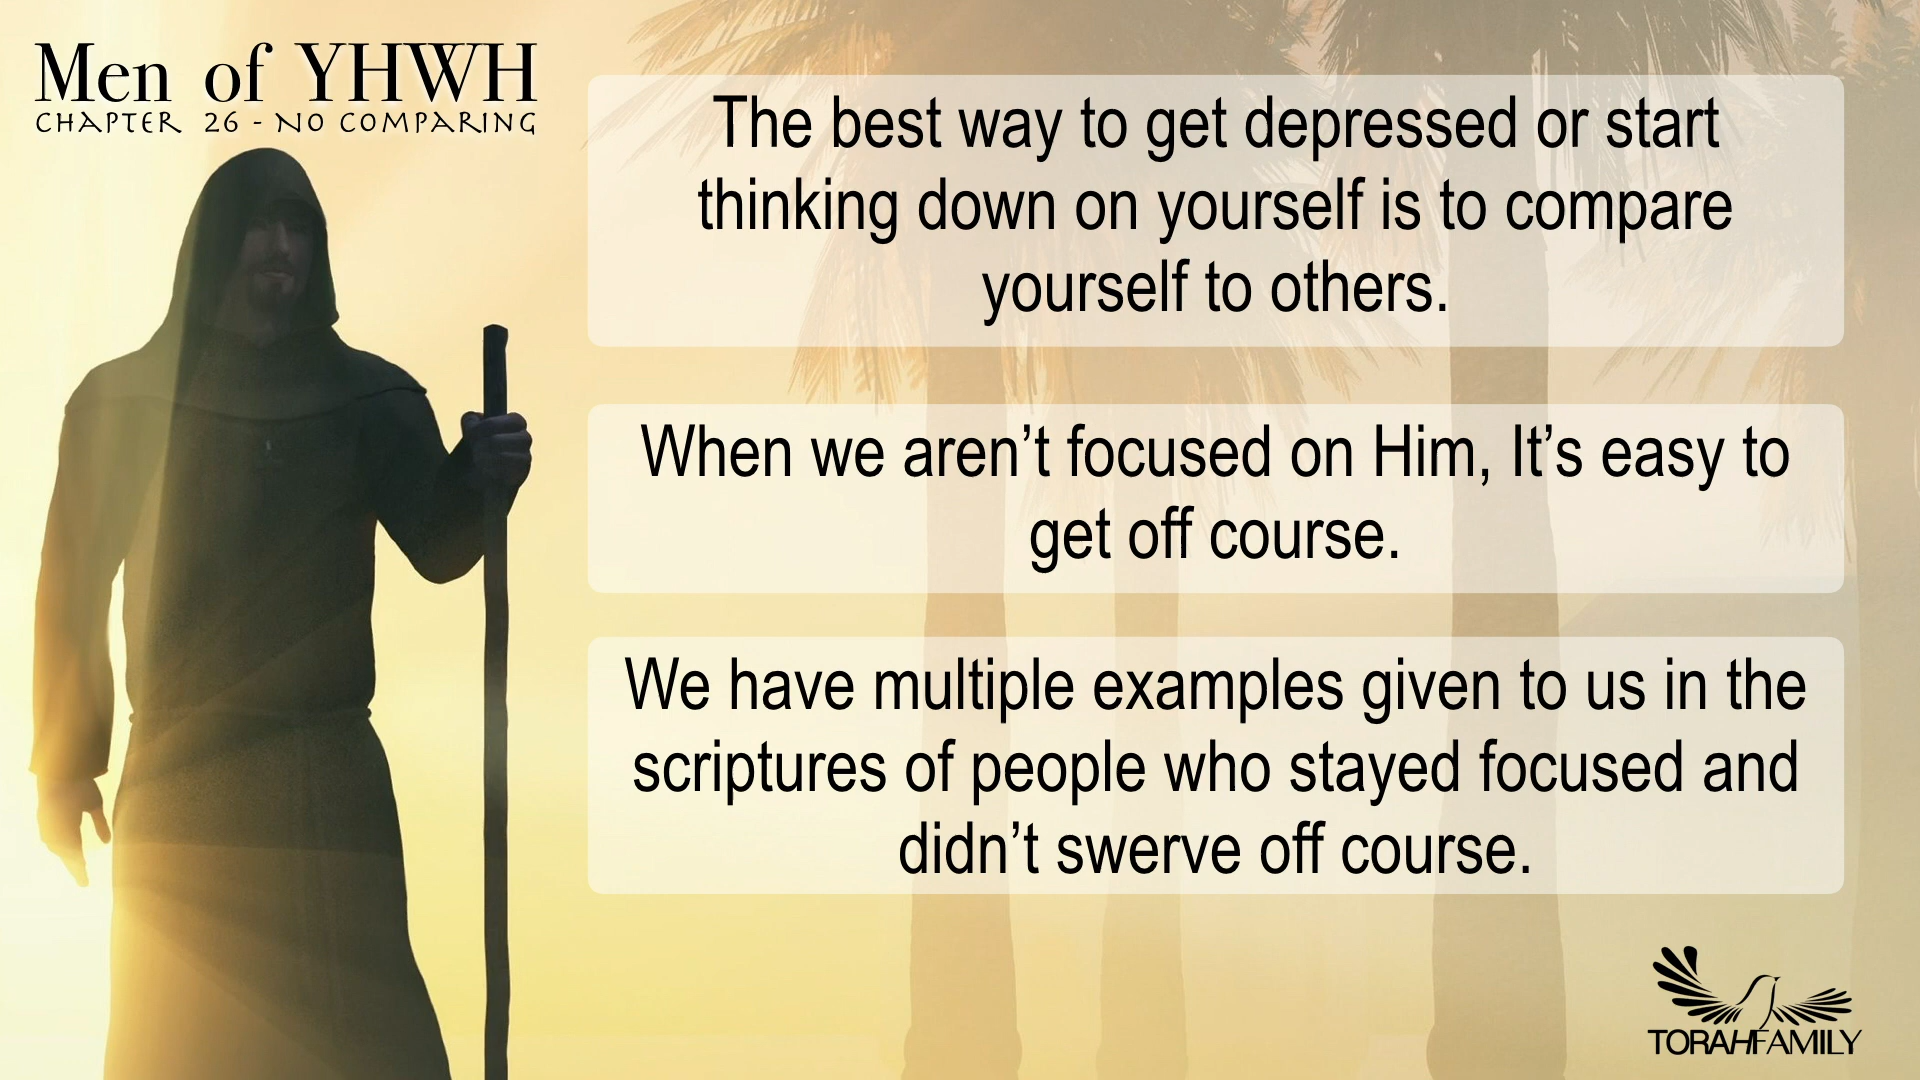 Men of YHWH
CHAPTER 26 - NO COMPARING
The best way to get depressed or start
thinking down on yourself is to compare
yourself to others.
When we aren’t focused on Him, It’s easy to
get off course.
We have multiple examples given to us in the
scriptures of people who stayed focused and
didn’t swerve off course.
TORAHFAMILY